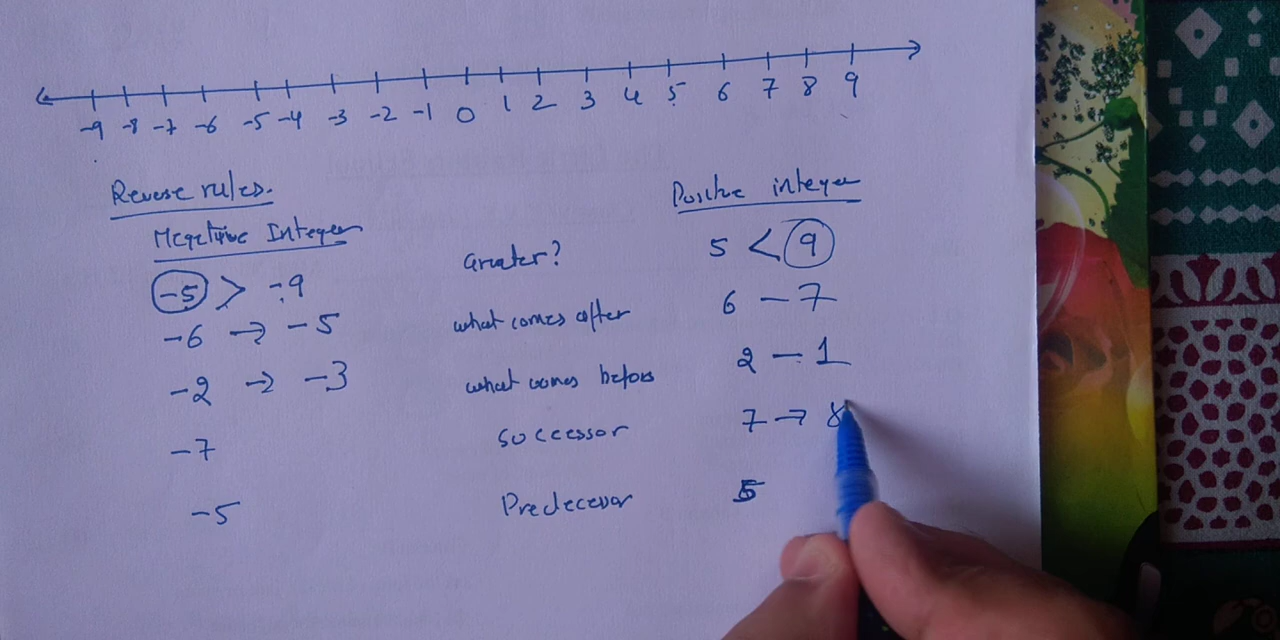 -9 -8 -7 -6 -5 -4 -3 -2 -1 0 1 2 3 4 5 6 7 8 9
Reverse rules. Positive integer
Negative Integer
Greater? 5 < 9
-5 > -9
what comes after 6 - 7
-6 → -5
what comes before 2 - 1
-2 → -3
successor 7 → 8
-7
Predecessor 5
-5